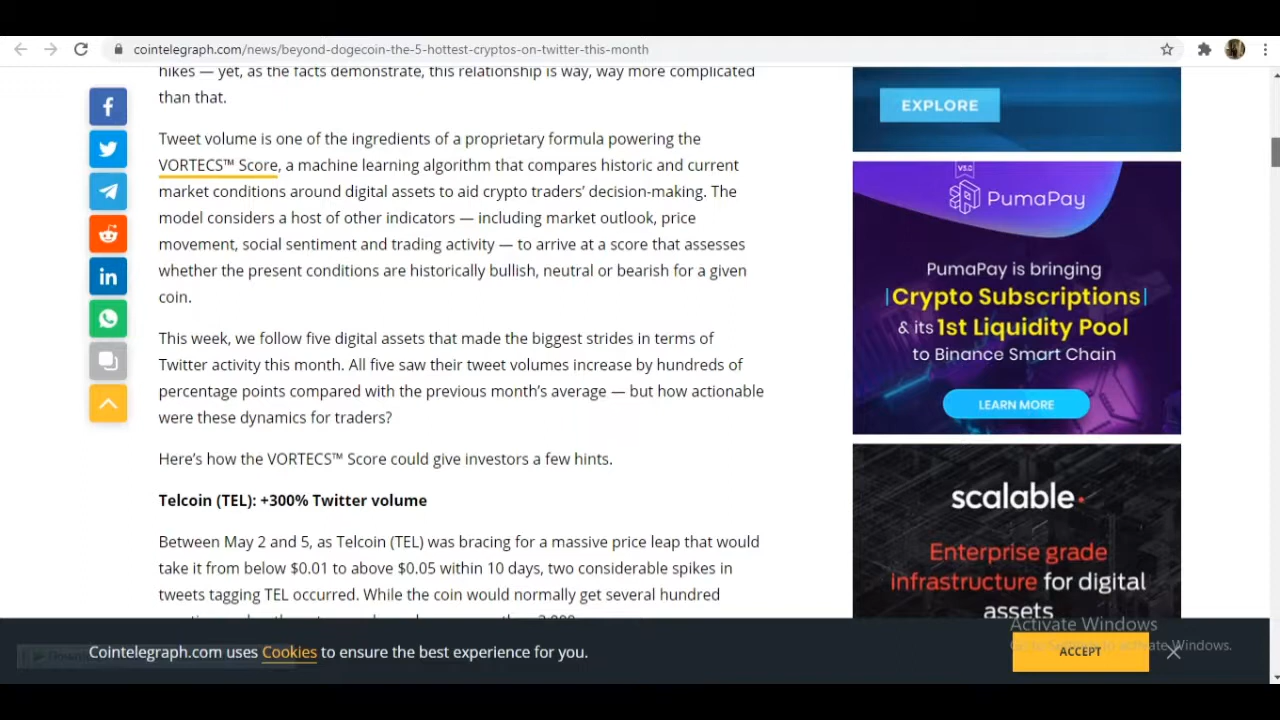 cointelegraph.com/news/beyond-dogecoin-the-5-hottest-cryptos-on-twitter-this-month
hikes — yet, as the facts demonstrate, this relationship is way, way more complicated
than that.
Tweet volume is one of the ingredients of a proprietary formula powering the
VORTECS™ Score, a machine learning algorithm that compares historic and current
market conditions around digital assets to aid crypto traders’ decision-making. The
model considers a host of other indicators — including market outlook, price
movement, social sentiment and trading activity — to arrive at a score that assesses
whether the present conditions are historically bullish, neutral or bearish for a given
coin.
This week, we follow five digital assets that made the biggest strides in terms of
Twitter activity this month. All five saw their tweet volumes increase by hundreds of
percentage points compared with the previous month’s average — but how actionable
were these dynamics for traders?
Here’s how the VORTECS™ Score could give investors a few hints.
Telcoin (TEL): +300% Twitter volume
Between May 2 and 5, as Telcoin (TEL) was bracing for a massive price leap that would
take it from below $0.01 to above $0.05 within 10 days, two considerable spikes in
tweets tagging TEL occurred. While the coin would normally get several hundred
EXPLORE
V3.0
PumaPay
PumaPay is bringing
Crypto Subscriptions
& its 1st Liquidity Pool
to Binance Smart Chain
LEARN MORE
scalable.
Enterprise grade
infrastructure for digital
assets
Activate Windows
Cointelegraph.com uses Cookies to ensure the best experience for you.
ACCEPT